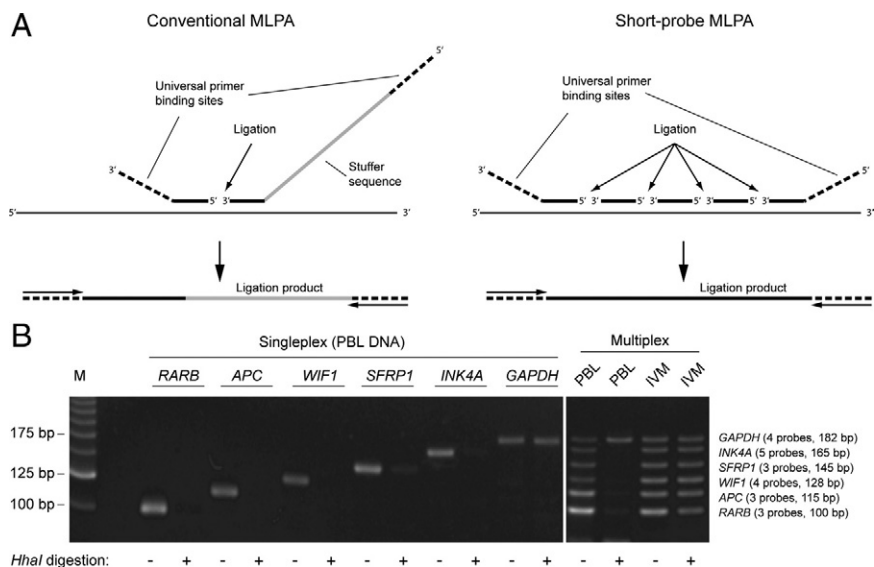 A
Conventional MLPA
Short-probe MLPA
5'
Universal primer
binding sites
Universal primer
binding sites
Ligation
Ligation
Stuffer
sequence
3'
3'
5'
5' 3'
5' 3' 5' 3' 5' 3' 5' 3'
5' 3'
5' 3'
Ligation product
Ligation product
B
Singleplex (PBL DNA)
Multiplex
M
RARB APC WIF1 SFRP1 INK4A GAPDH
PBL PBL IVM IVM
175 bp
125 bp
100 bp
GAPDH (4 probes, 182 bp)
INK4A (5 probes, 165 bp)
SFRP1 (3 probes, 145 bp)
WIF1 (4 probes, 128 bp)
APC (3 probes, 115 bp)
RARB (3 probes, 100 bp)
HhaI digestion: - + - + - + - + - + - + - + - +